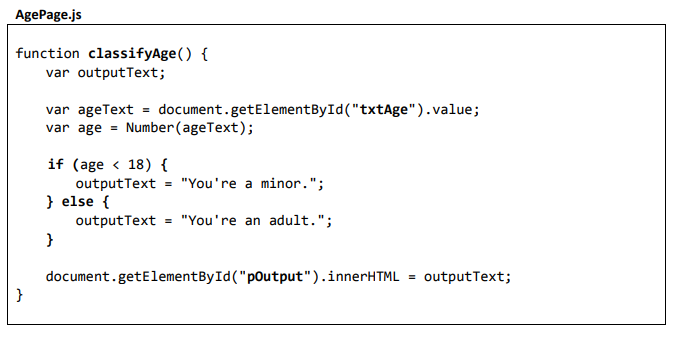 AgePage.js
function classifyAge() {
    var outputText;
    var ageText = document.getElementById("txtAge").value;
    var age = Number(ageText);
    if (age < 18) {
        outputText = "You're a minor.";
    } else {
        outputText = "You're an adult.";
    }
    document.getElementById("pOutput").innerHTML = outputText;
}